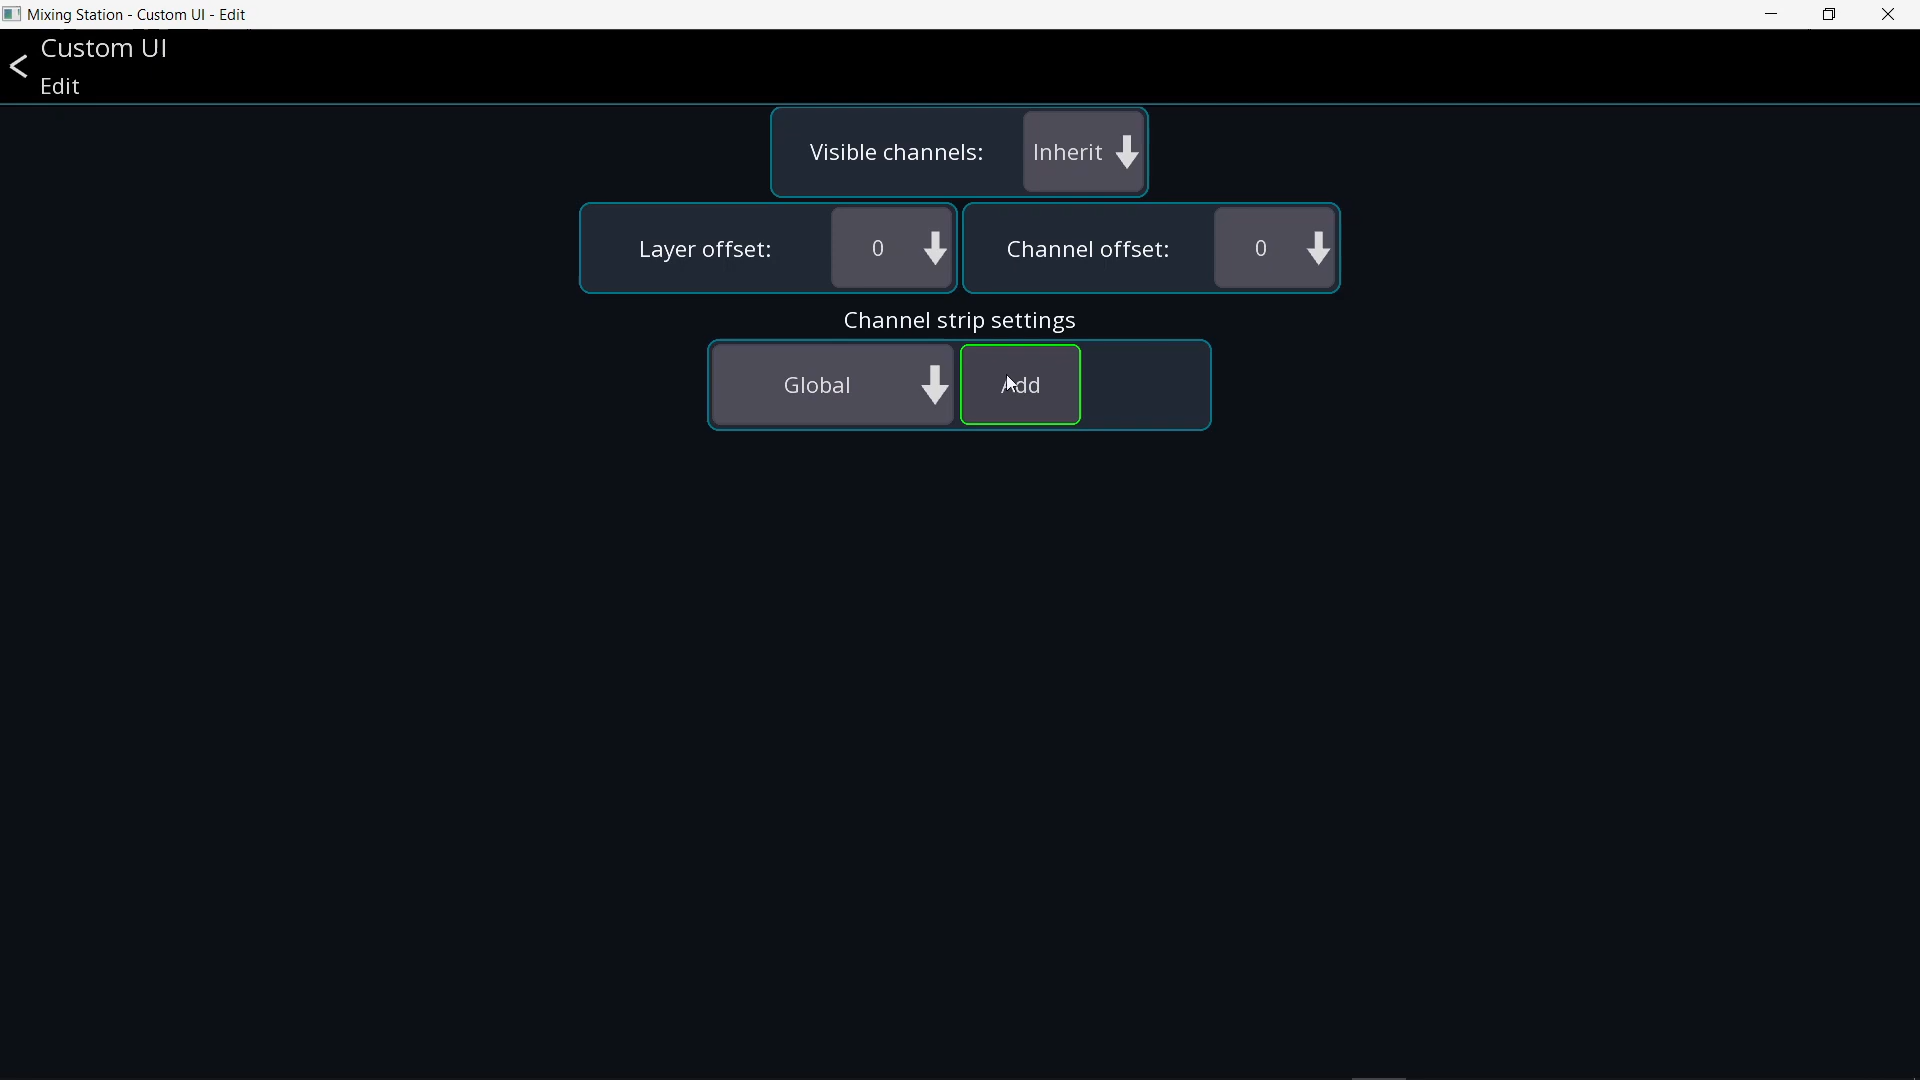 Mixing Station - Custom UI - Edit
Custom UI
Edit
Visible channels: Inherit
Layer offset: 0 Channel offset: 0
Channel strip settings
Global Add